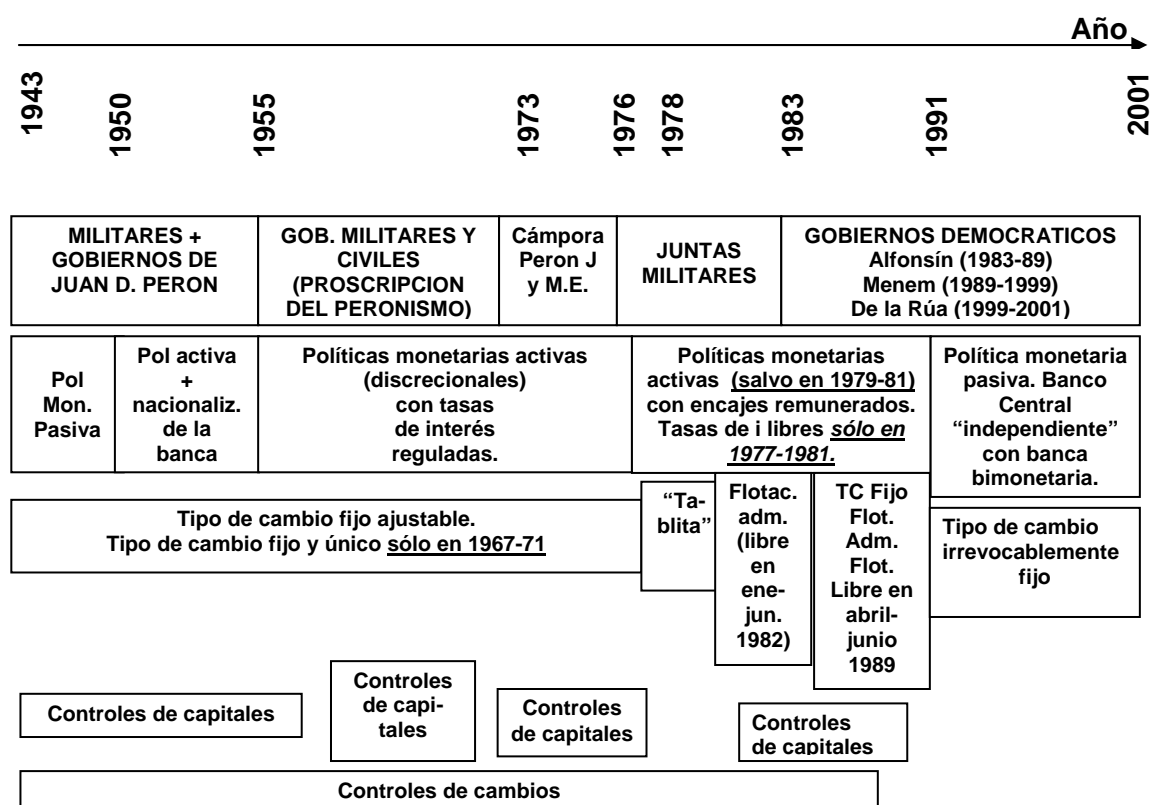 Año
1943
1950
1955
1973
1976
1978
1983
1991
2001
MILITARES +
GOBIERNOS DE
JUAN D. PERON
GOB. MILITARES Y
CIVILES
(PROSCRIPCION
DEL PERONISMO)
Cámpora
Peron J
y M.E.
JUNTAS
MILITARES
GOBIERNOS DEMOCRATICOS
Alfonsín (1983-89)
Menem (1989-1999)
De la Rúa (1999-2001)
Pol
Mon.
Pasiva
Pol activa
+
nacionaliz.
de la
banca
Políticas monetarias activas
(discrecionales)
con tasas
de interés
reguladas.
Políticas monetarias
activas (salvo en 1979-81)
con encajes remunerados.
Tasas de i libres sólo en
1977-1981.
Política monetaria
pasiva. Banco
Central
“independiente”
con banca
bimonetaria.
Tipo de cambio fijo ajustable.
Tipo de cambio fijo y único sólo en 1967-71
“Ta-
blita”
Flotac.
adm.
(libre
en
ene-
jun.
1982)
TC Fijo
Flot.
Adm.
Flot.
Libre en
abril-
junio
1989
Tipo de cambio
irrevocablemente
fijo
Controles de capitales
Controles
de capi-
tales
Controles
de capitales
Controles
de capitales
Controles de cambios